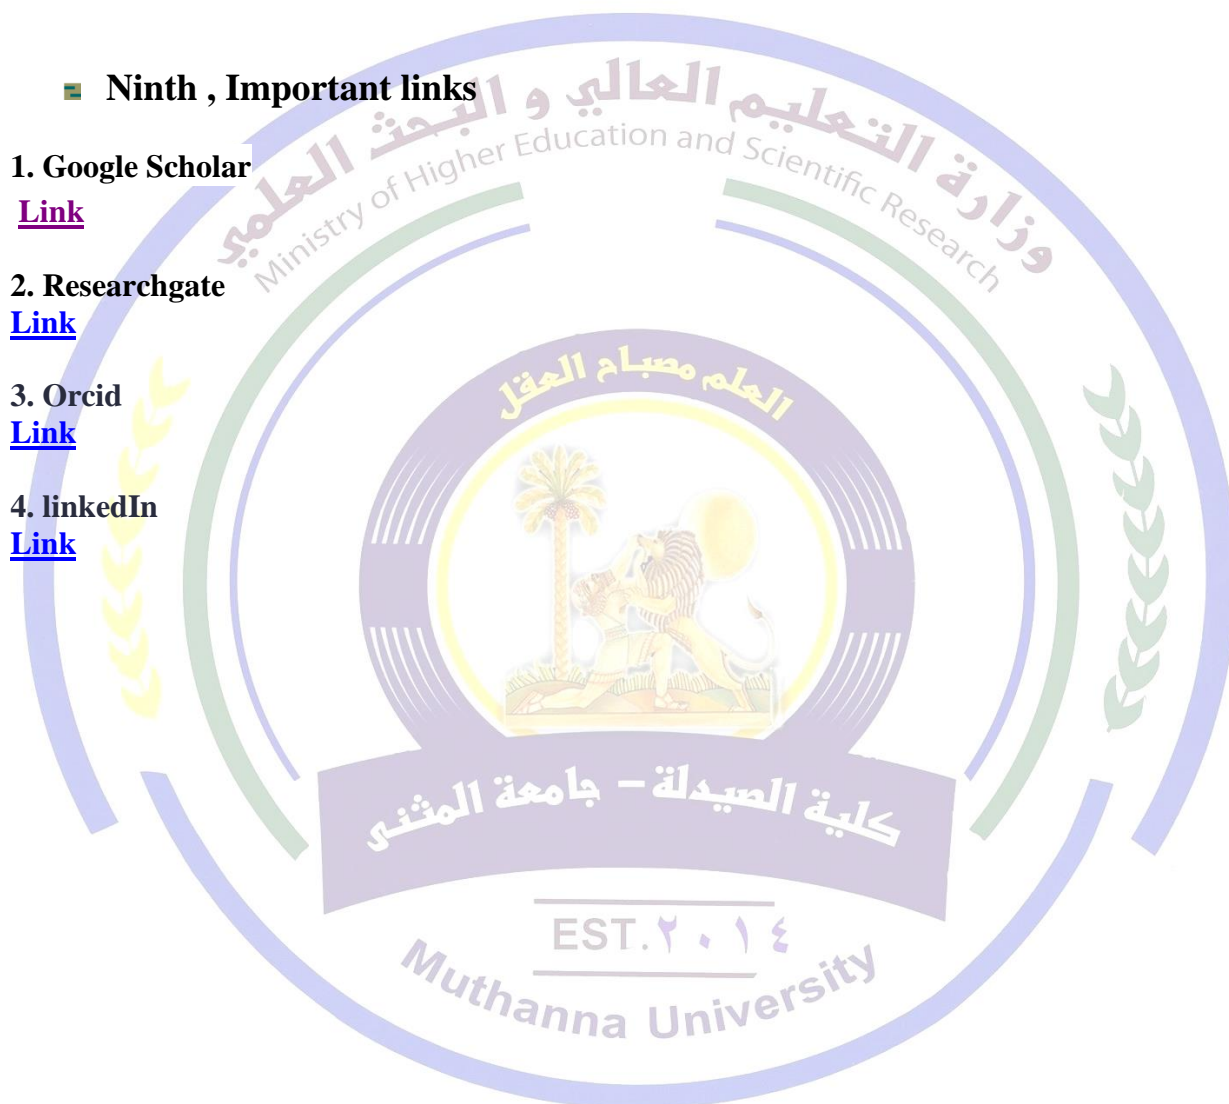 Ninth , Important links
1. Google Scholar
Link
2. Researchgate
Link
3. Orcid
Link
4. linkedIn
Link
وزارة التعليم العالي و البحث العلمي
Ministry of Higher Education and Scientific Research
العلم مصباح العقل
كلية الصيدلة – جامعة المثنى
EST.٢٠١٤
Muthanna University